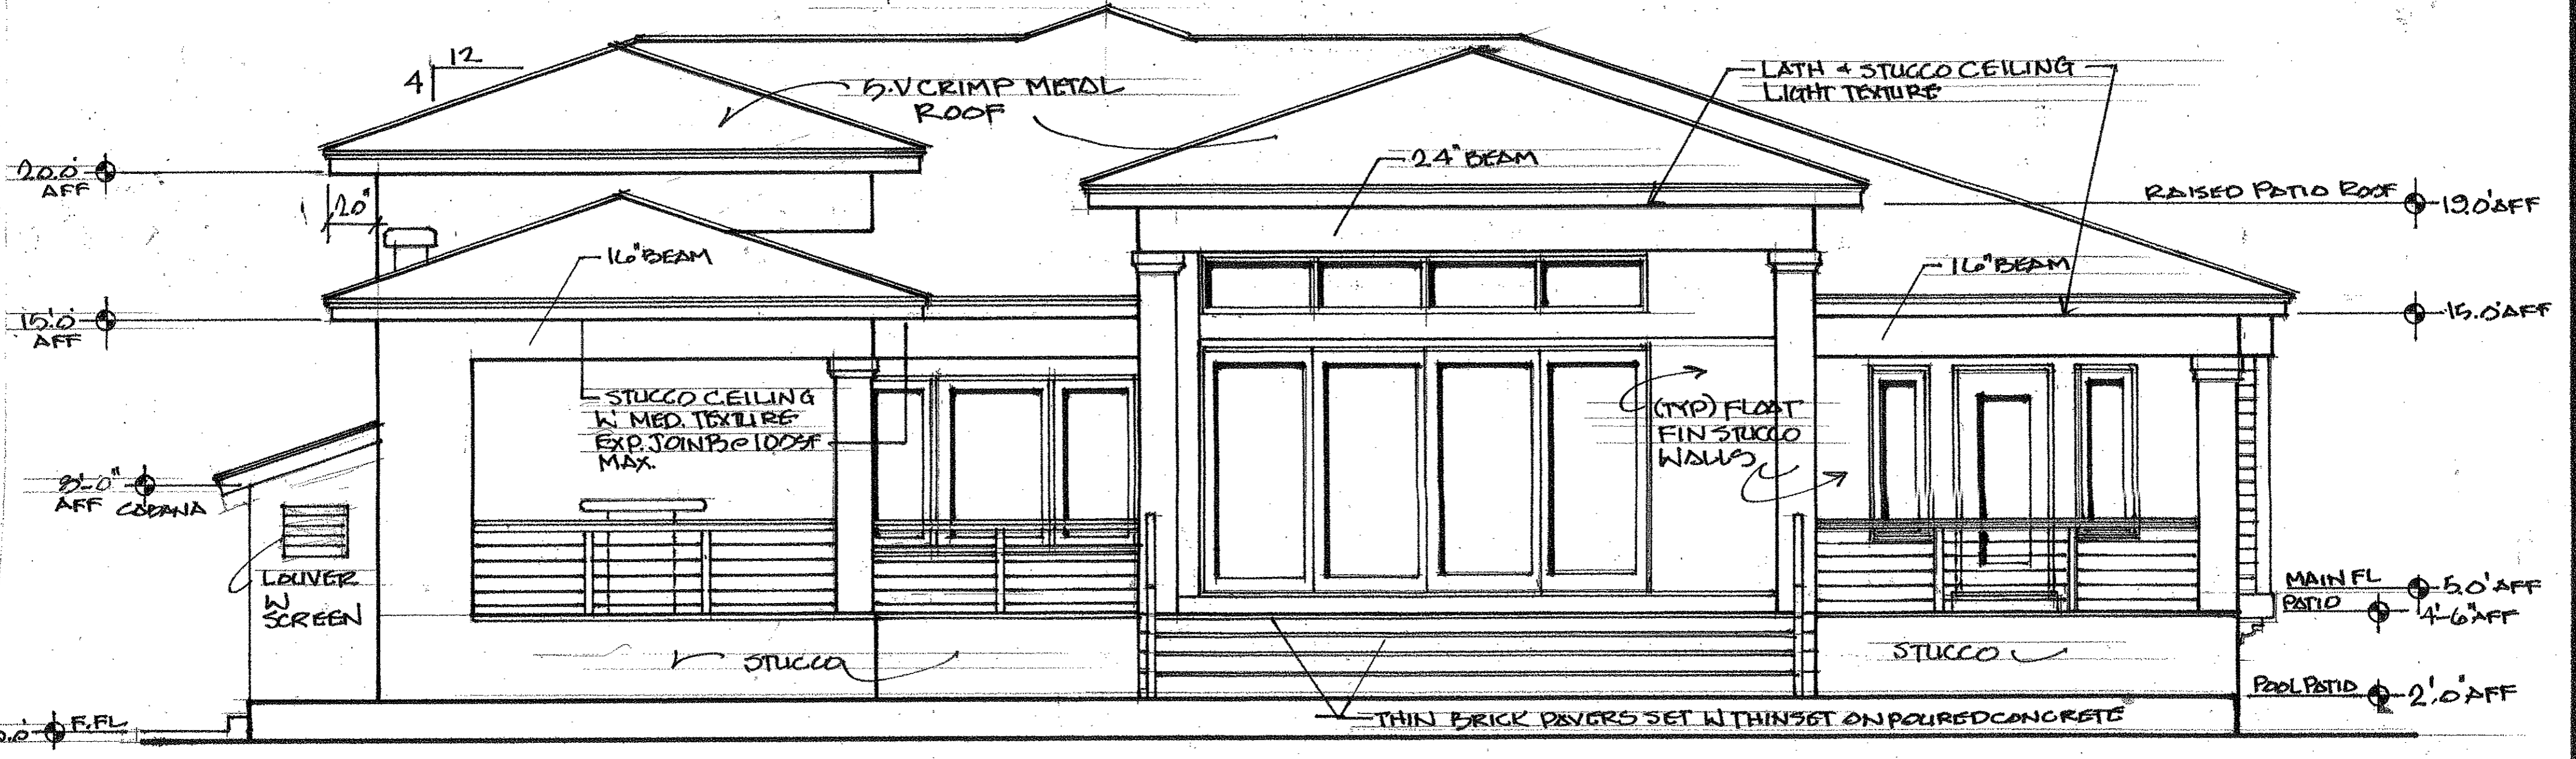 12
4
5.V CRIMP METAL
ROOF
LATH & STUCCO CEILING
LIGHT TEXTURE
24" BEAM
20.0'
AFF
20"
RAISED PATIO ROOF
19.0' AFF
16" BEAM
16" BEAM
15.0'
AFF
15.0' AFF
STUCCO CEILING
W MED. TEXTURE
EXP. JOINTS @ 100SF
MAX.
(TYP) FLOAT
FIN STUCCO
WALLS
8'-0"
AFF CABANA
LOUVER
W
SCREEN
MAIN FL
5.0' AFF
PATIO
4'-6" AFF
STUCCO
STUCCO
POOL PATIO
2'.0" AFF
THIN BRICK PAVERS SET W THINSET ON POURED CONCRETE
F.FL